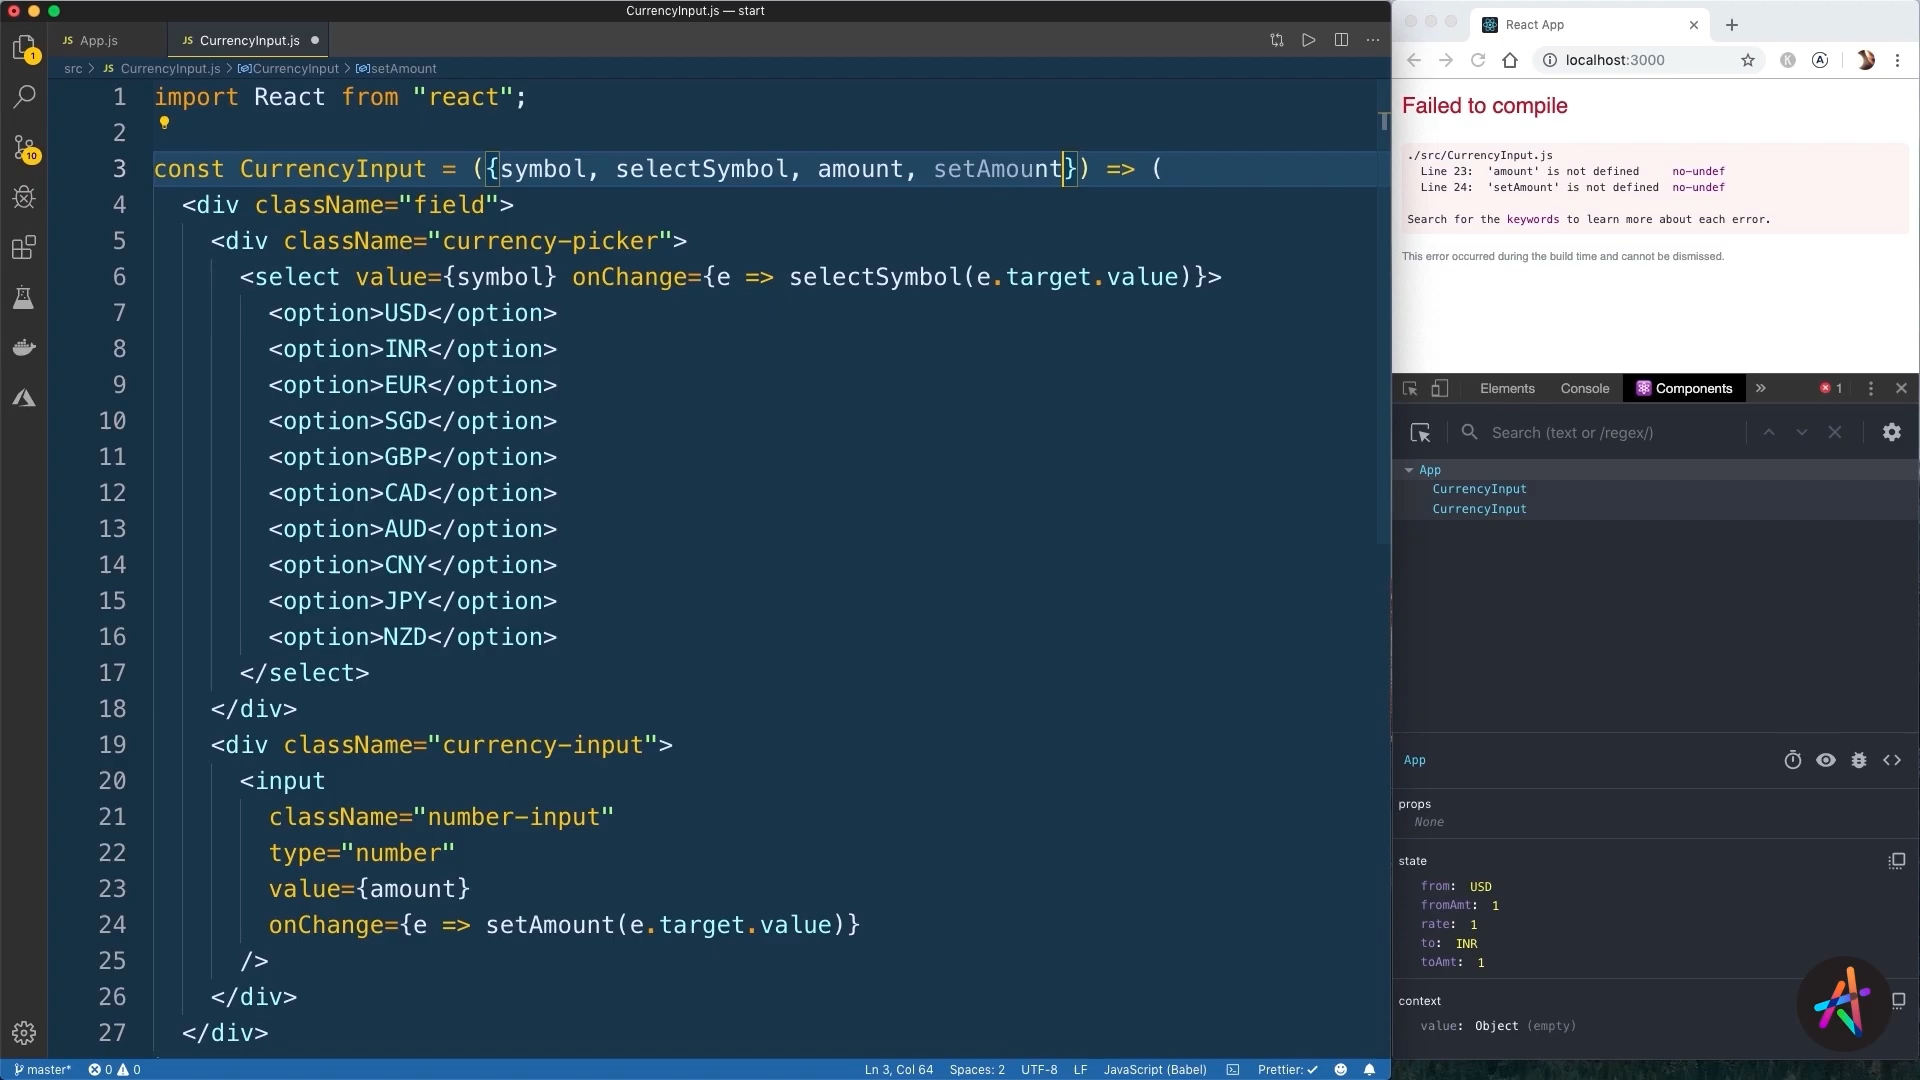 CurrencyInput.js — start
JS App.js
JS CurrencyInput.js
src > JS CurrencyInput.js > CurrencyInput > setAmount
1 import React from "react";
2
3 const CurrencyInput = ({symbol, selectSymbol, amount, setAmount}) => (
4 <div className="field">
5 <div className="currency-picker">
6 <select value={symbol} onChange={e => selectSymbol(e.target.value)}>
7 <option>USD</option>
8 <option>INR</option>
9 <option>EUR</option>
10 <option>SGD</option>
11 <option>GBP</option>
12 <option>CAD</option>
13 <option>AUD</option>
14 <option>CNY</option>
15 <option>JPY</option>
16 <option>NZD</option>
17 </select>
18 </div>
19 <div className="currency-input">
20 <input
21 className="number-input"
22 type="number"
23 value={amount}
24 onChange={e => setAmount(e.target.value)}
25 />
26 </div>
27 </div>
1
10
master* 0 0
Ln 3, Col 64 Spaces: 2 UTF-8 LF JavaScript (Babel) Prettier: ✓
React App
localhost:3000
K A
Failed to compile
./src/CurrencyInput.js
Line 23: 'amount' is not defined no-undef
Line 24: 'setAmount' is not defined no-undef
Search for the keywords to learn more about each error.
This error occurred during the build time and cannot be dismissed.
Elements Console Components » 1
Search (text or /regex/)
App
CurrencyInput
CurrencyInput
App
props
None
state
from: USD
fromAmt: 1
rate: 1
to: INR
toAmt: 1
context
value: Object (empty)